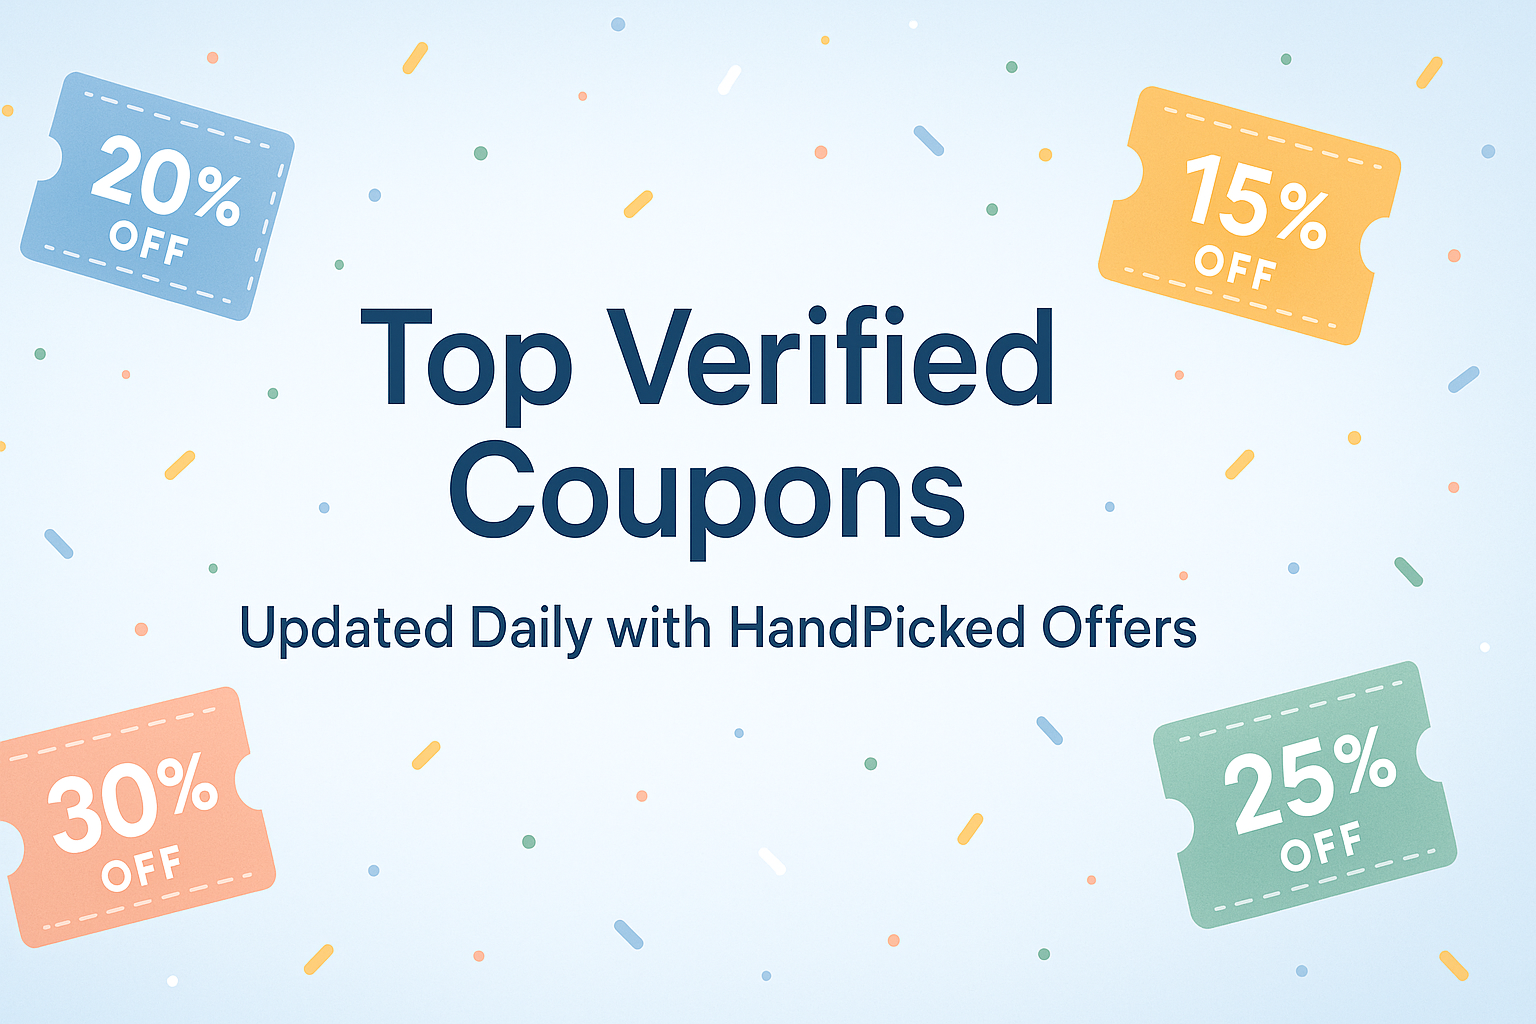 20%
OFF
15%
OFF
Top Verified
Coupons
Updated Daily with HandPicked Offers
30%
OFF
25%
OFF